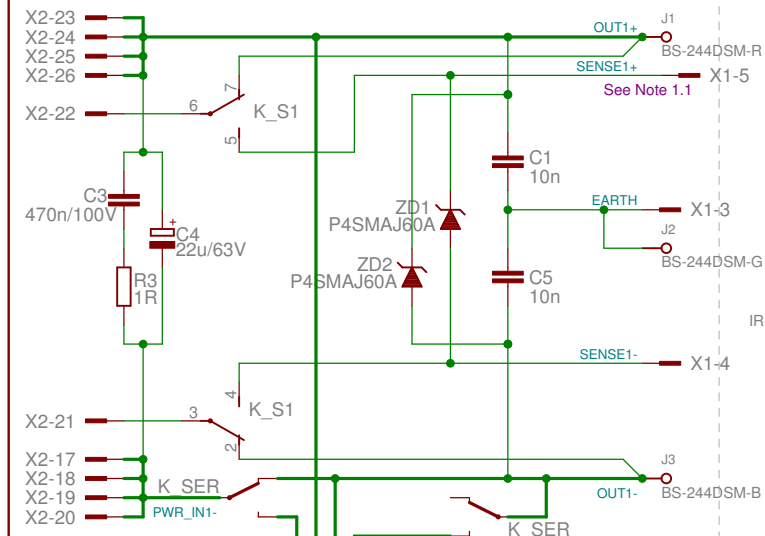 X2-23
X2-24
X2-25
X2-26
X2-22
6
7
5
K_S1
OUT1+
J1
BS-244DSM-R
SENSE1+
X1-5
See Note 1.1
C1
10n
C3
470n/100V
+
C4
22u/63V
R3
1R
ZD1
P4SMAJ60A
ZD2
P4SMAJ60A
EARTH
X1-3
J2
BS-244DSM-G
C5
10n
IR
SENSE1-
X1-4
X2-21
3
4
2
K_S1
X2-17
X2-18
X2-19
X2-20
K_SER
PWR_IN1-
K_SER
OUT1-
J3
BS-244DSM-B